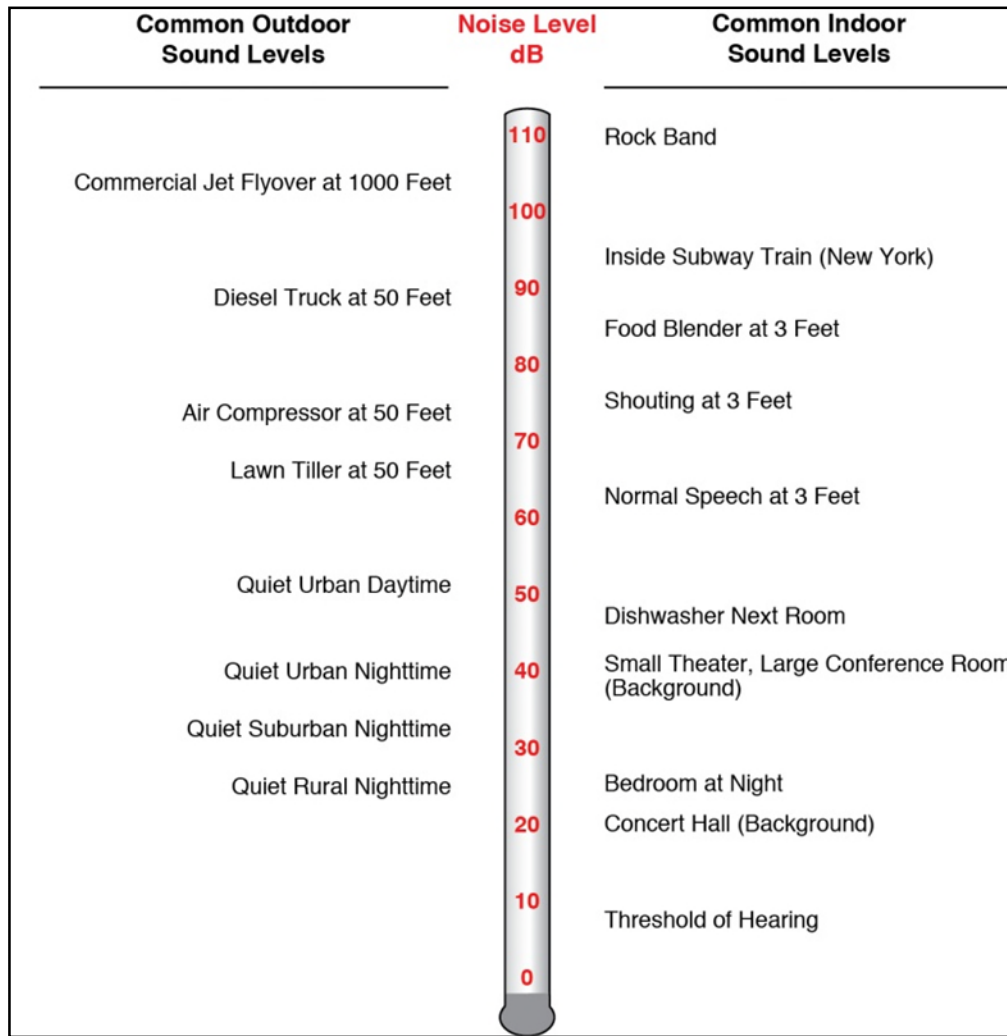 Common Outdoor
Sound Levels
Noise Level
dB
Common Indoor
Sound Levels
110
Rock Band
Commercial Jet Flyover at 1000 Feet
100
Inside Subway Train (New York)
90
Diesel Truck at 50 Feet
Food Blender at 3 Feet
80
Shouting at 3 Feet
Air Compressor at 50 Feet
70
Lawn Tiller at 50 Feet
Normal Speech at 3 Feet
60
Quiet Urban Daytime
50
Dishwasher Next Room
Quiet Urban Nighttime
40
Small Theater, Large Conference Room
(Background)
Quiet Suburban Nighttime
30
Quiet Rural Nighttime
Bedroom at Night
20
Concert Hall (Background)
10
Threshold of Hearing
0